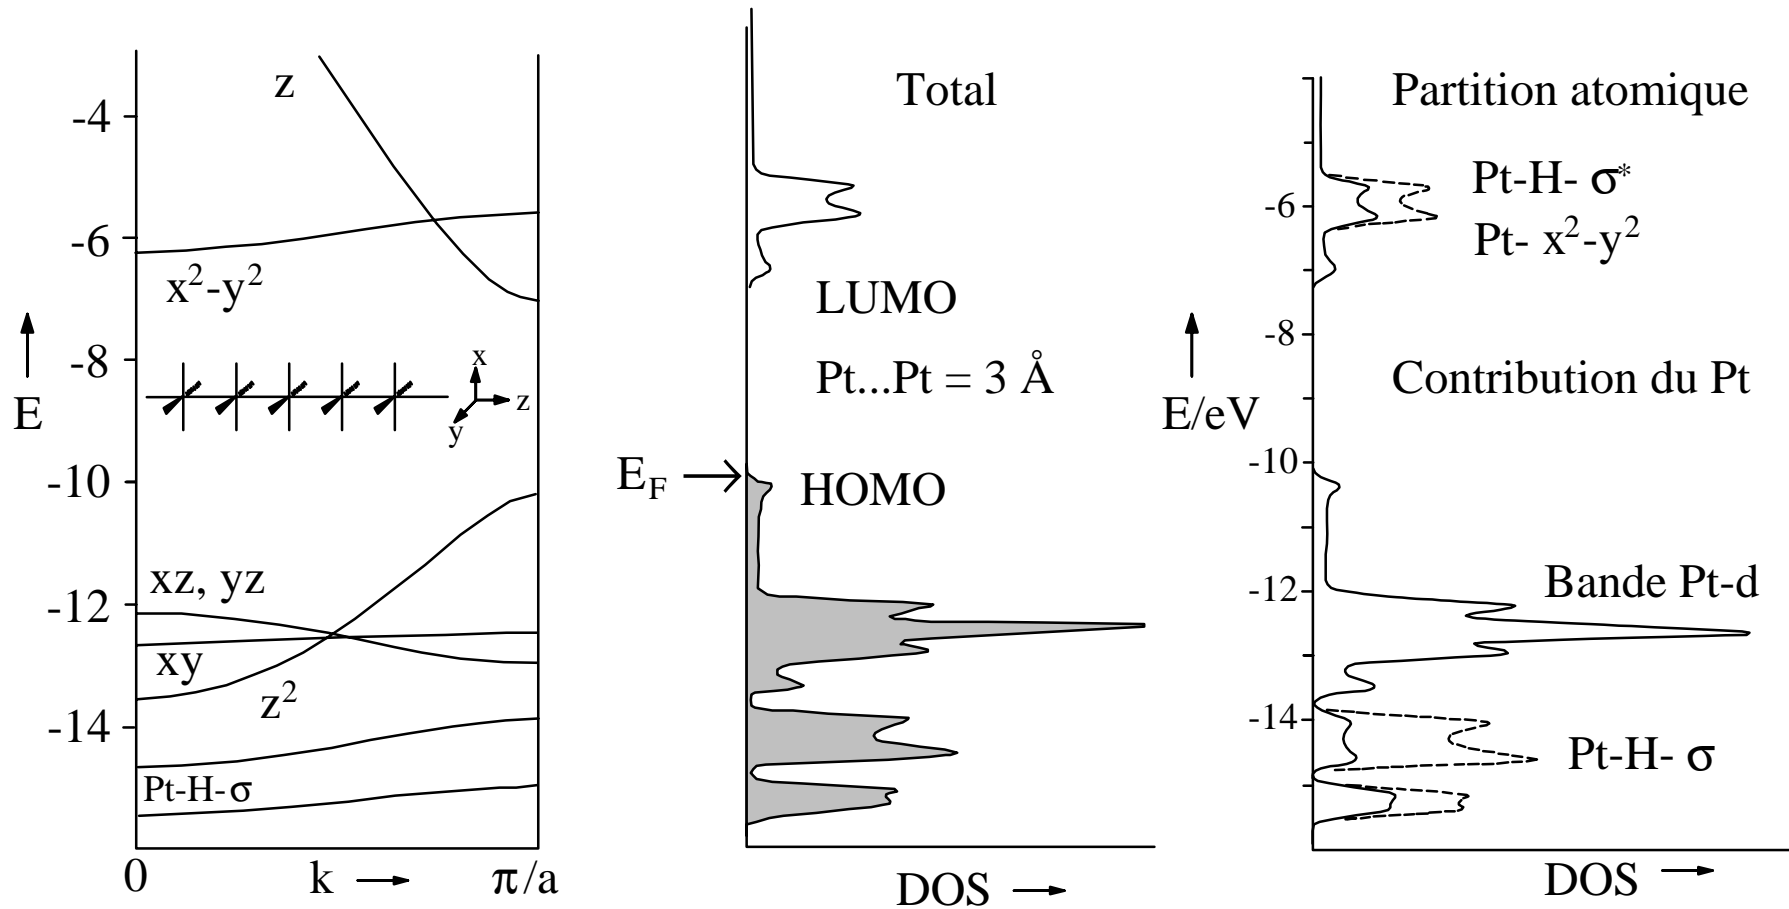 z
-4
-6
x²-y²
-8
E
x
z
y
-10
xz, yz
-12
xy
z²
-14
Pt-H-σ
0
k
π/a
Total
LUMO
Pt...Pt = 3 Å
E_F
HOMO
DOS
Partition atomique
Pt-H- σ*
-6
Pt- x²-y²
-8
Contribution du Pt
E/eV
-10
Bande Pt-d
-12
-14
Pt-H- σ
DOS